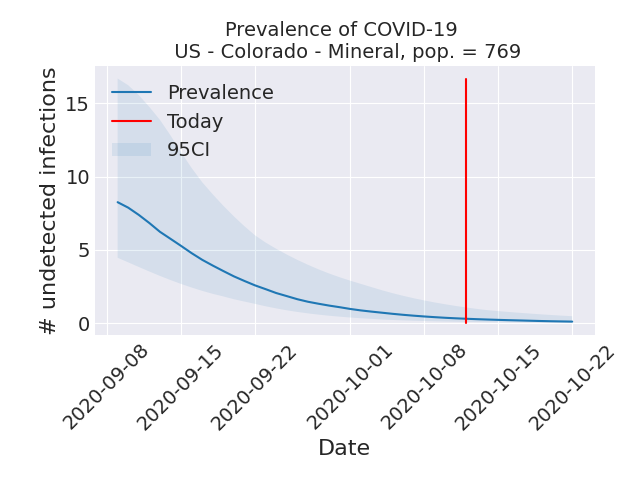 Prevalence of COVID-19
US - Colorado - Mineral, pop. = 769
# undetected infections
15
10
5
0
Prevalence
Today
95CI
2020-09-08
2020-09-15
2020-09-22
2020-10-01
2020-10-08
2020-10-15
2020-10-22
Date